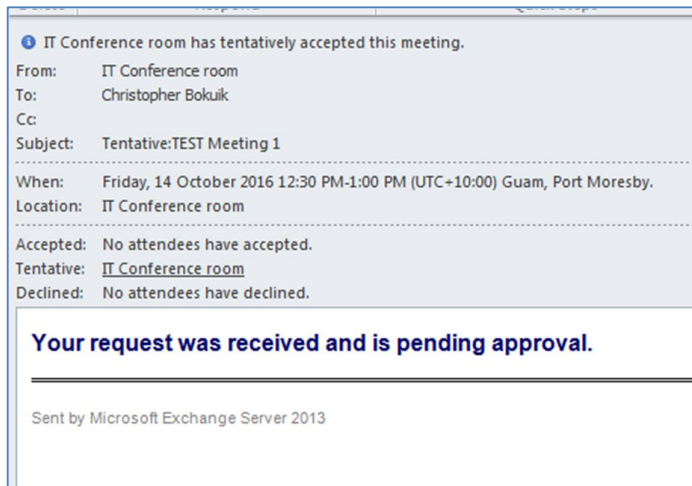 IT Conference room has tentatively accepted this meeting.
From: IT Conference room
To: Christopher Bokuik
Cc:
Subject: Tentative:TEST Meeting 1
When: Friday, 14 October 2016 12:30 PM-1:00 PM (UTC+10:00) Guam, Port Moresby.
Location: IT Conference room
Accepted: No attendees have accepted.
Tentative: IT Conference room
Declined: No attendees have declined.
Your request was received and is pending approval.
Sent by Microsoft Exchange Server 2013